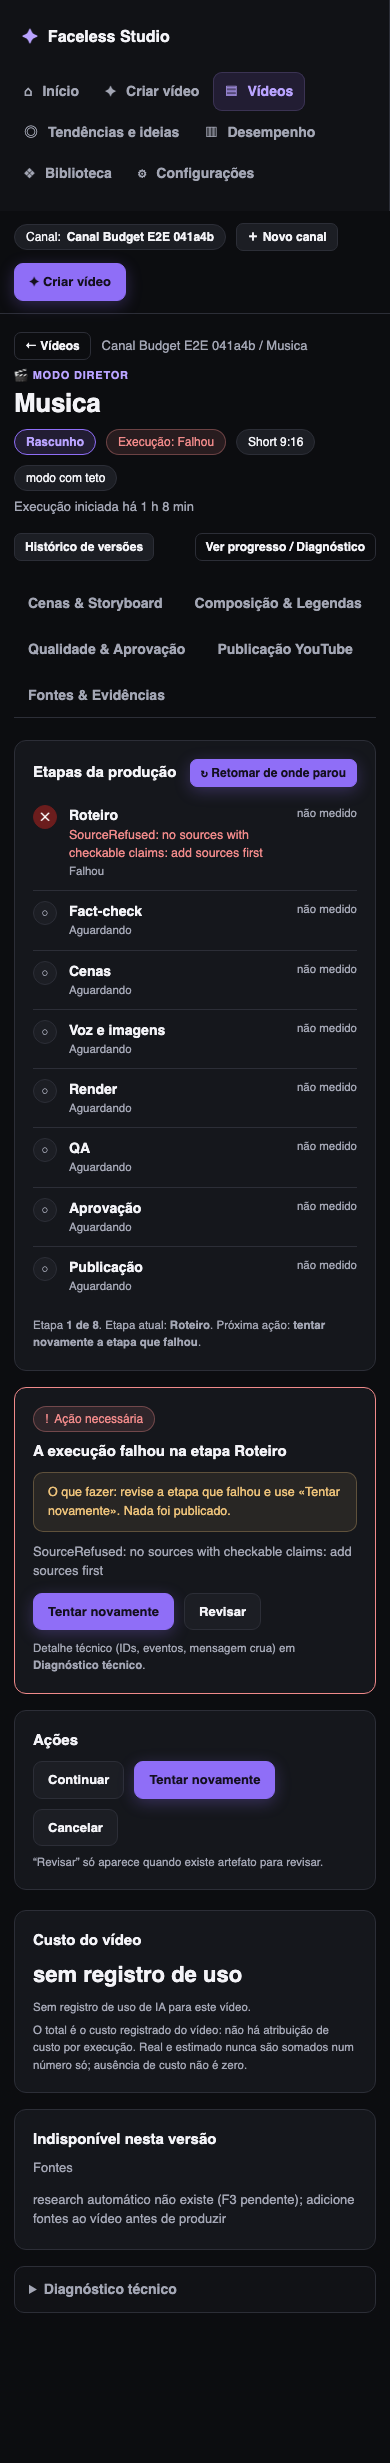 ✦ Faceless Studio
⌂ Início ✦ Criar vídeo ▤ Vídeos
◎ Tendências e ideias ▥ Desempenho
❖ Biblioteca ⚙ Configurações
Canal: Canal Budget E2E 041a4b + Novo canal
✦ Criar vídeo
← Vídeos Canal Budget E2E 041a4b / Musica
🎬 MODO DIRETOR
Musica
Rascunho Execução: Falhou Short 9:16
modo com teto
Execução iniciada há 1 h 8 min
Histórico de versões Ver progresso / Diagnóstico
Cenas & Storyboard Composição & Legendas
Qualidade & Aprovação Publicação YouTube
Fontes & Evidências
Etapas da produção ↻ Retomar de onde parou
✕ Roteiro não medido
SourceRefused: no sources with
checkable claims: add sources first
Falhou
○ Fact-check não medido
Aguardando
○ Cenas não medido
Aguardando
○ Voz e imagens não medido
Aguardando
○ Render não medido
Aguardando
○ QA não medido
Aguardando
○ Aprovação não medido
Aguardando
○ Publicação não medido
Aguardando
Etapa 1 de 8. Etapa atual: Roteiro. Próxima ação: tentar
novamente a etapa que falhou.
! Ação necessária
A execução falhou na etapa Roteiro
O que fazer: revise a etapa que falhou e use «Tentar
novamente». Nada foi publicado.
SourceRefused: no sources with checkable claims: add
sources first
Tentar novamente Revisar
Detalhe técnico (IDs, eventos, mensagem crua) em
Diagnóstico técnico.
Ações
Continuar Tentar novamente
Cancelar
“Revisar” só aparece quando existe artefato para revisar.
Custo do vídeo
sem registro de uso
Sem registro de uso de IA para este vídeo.
O total é o custo registrado do vídeo: não há atribuição de
custo por execução. Real e estimado nunca são somados num
número só; ausência de custo não é zero.
Indisponível nesta versão
Fontes
research automático não existe (F3 pendente); adicione
fontes ao vídeo antes de produzir
▶ Diagnóstico técnico